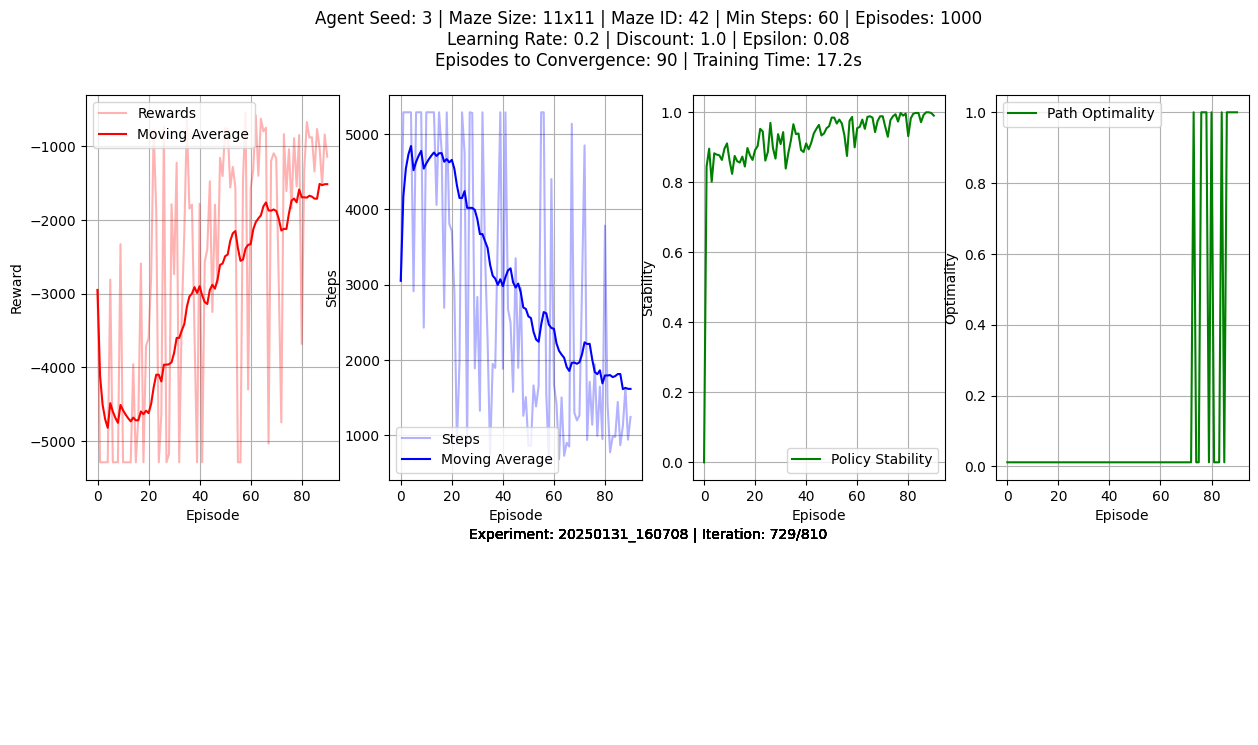 Agent Seed: 3 | Maze Size: 11x11 | Maze ID: 42 | Min Steps: 60 | Episodes: 1000
Learning Rate: 0.2 | Discount: 1.0 | Epsilon: 0.08
Episodes to Convergence: 90 | Training Time: 17.2s
Rewards
Moving Average
−1000
−2000
−3000
−4000
−5000
Reward
0
20
40
60
80
Episode
5000
4000
3000
2000
1000
Steps
Steps
Moving Average
0
20
40
60
80
Episode
1.0
0.8
0.6
0.4
0.2
0.0
Stability
Policy Stability
0
20
40
60
80
Episode
Path Optimality
1.0
0.8
0.6
0.4
0.2
0.0
Optimality
0
20
40
60
80
Episode
Experiment: 20250131_160708 | Iteration: 729/810